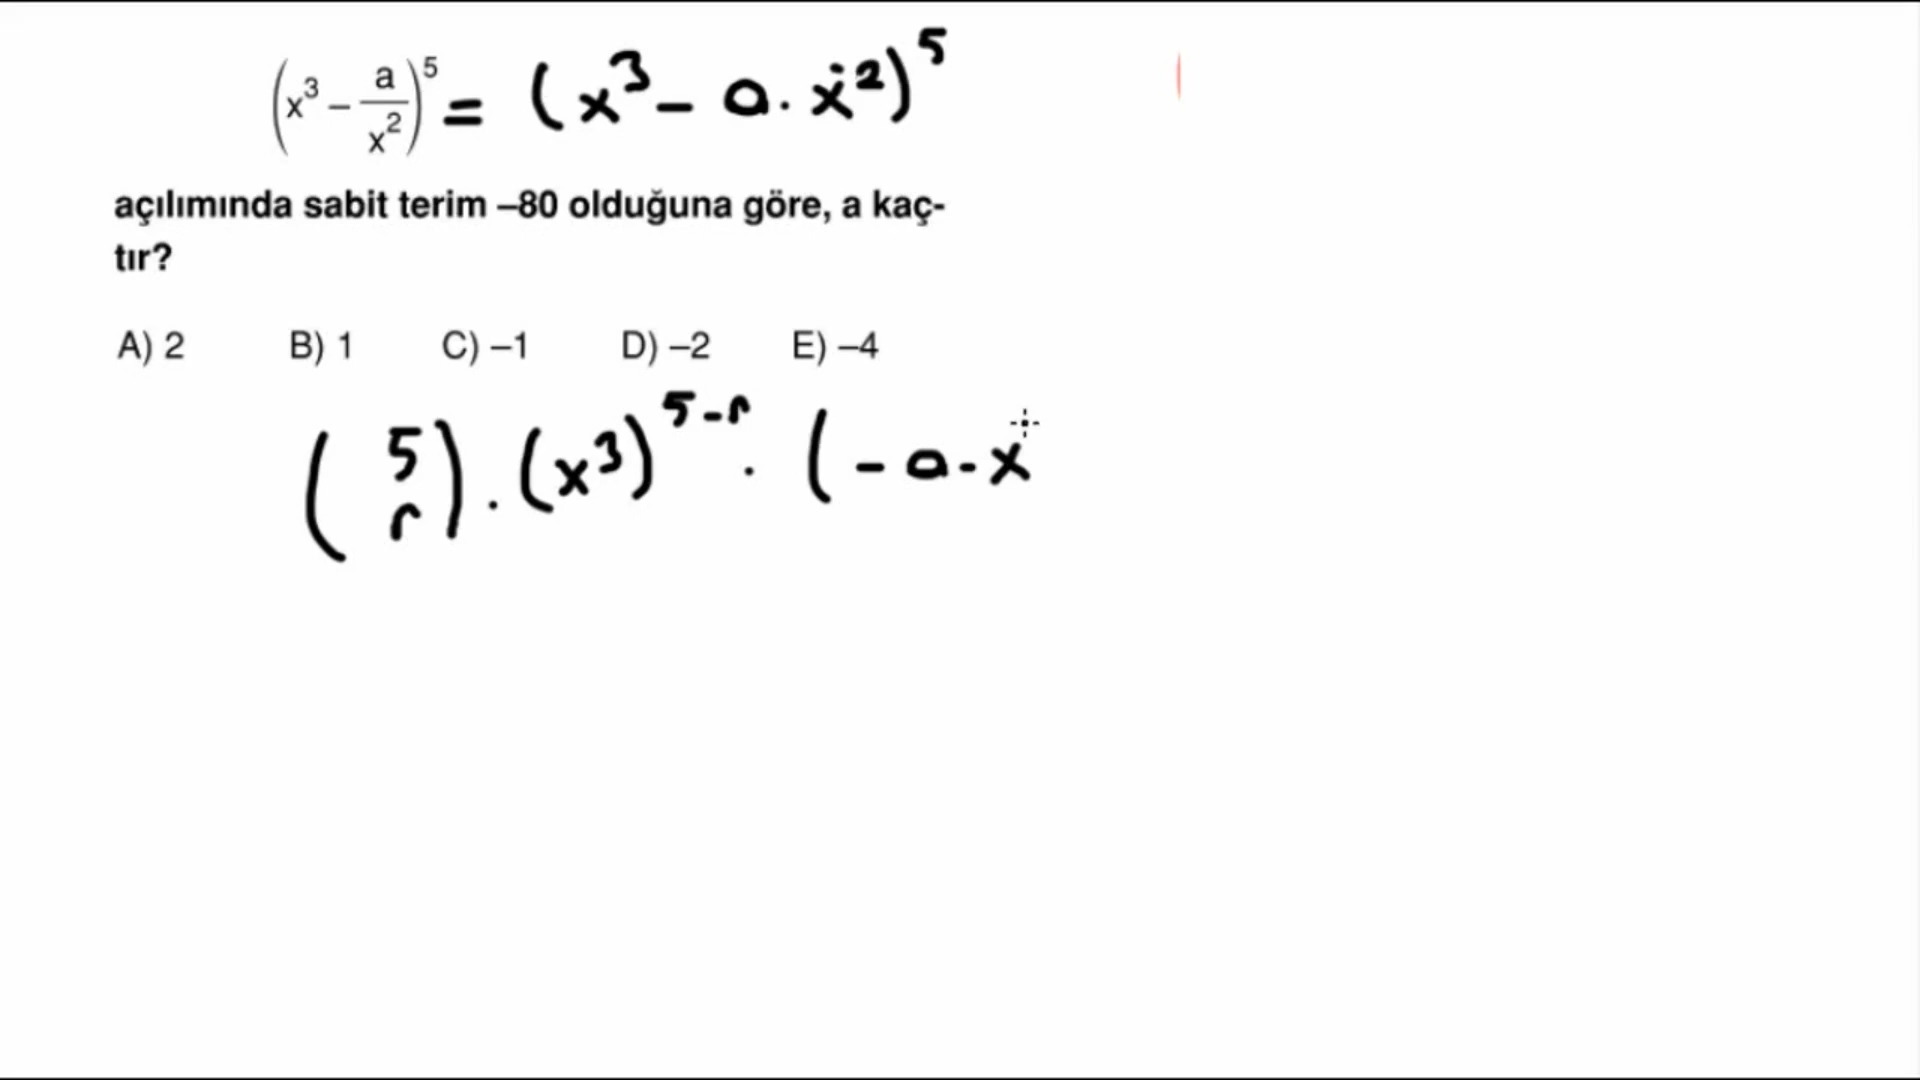 (x³ − a/x²)⁵ = (x³ − a · x⁻²)⁵
açılımında sabit terim –80 olduğuna göre, a kaç-
tır?
A) 2 B) 1 C) –1 D) –2 E) –4
(5 r) · (x³)⁵⁻ʳ · (− a · x